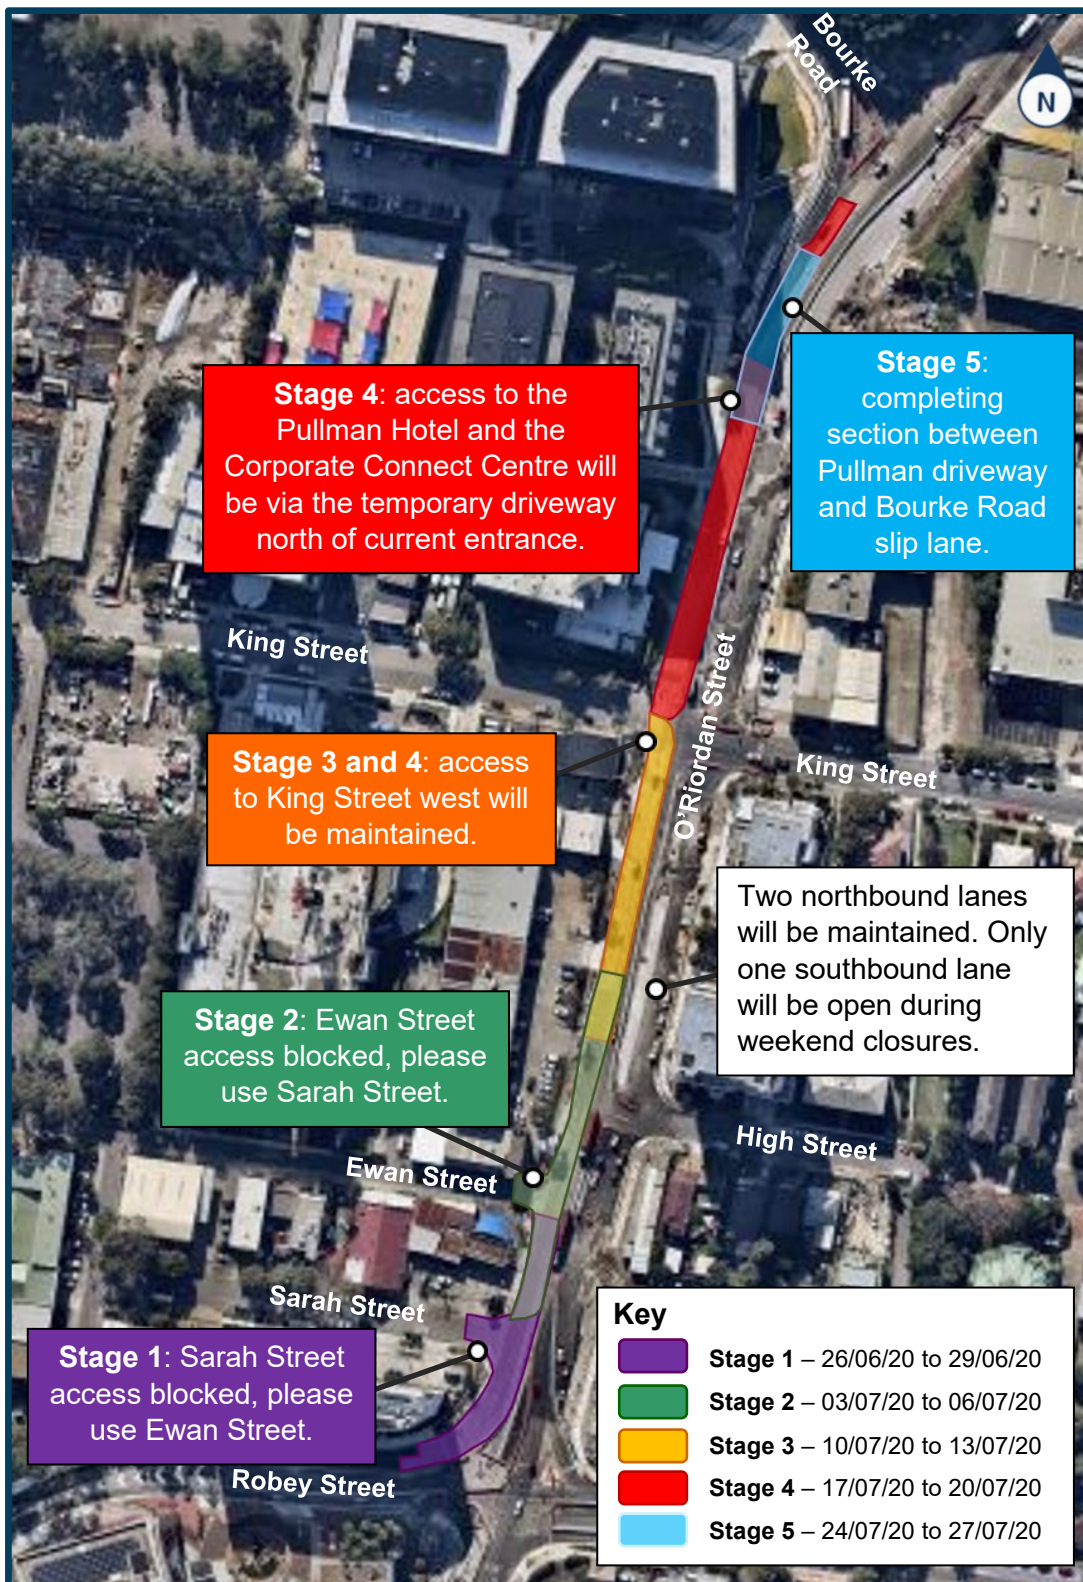 Bourke
Road
N
Stage 5:
completing
section between
Pullman driveway
and Bourke Road
slip lane.
Stage 4: access to the
Pullman Hotel and the
Corporate Connect Centre will
be via the temporary driveway
north of current entrance.
King Street
O'Riordan Street
Stage 3 and 4: access
to King Street west will
be maintained.
King Street
Two northbound lanes
will be maintained. Only
one southbound lane
will be open during
weekend closures.
Stage 2: Ewan Street
access blocked, please
use Sarah Street.
High Street
Ewan Street
Sarah Street
Stage 1: Sarah Street
access blocked, please
use Ewan Street.
Robey Street
Key
Stage 1 – 26/06/20 to 29/06/20
Stage 2 – 03/07/20 to 06/07/20
Stage 3 – 10/07/20 to 13/07/20
Stage 4 – 17/07/20 to 20/07/20
Stage 5 – 24/07/20 to 27/07/20